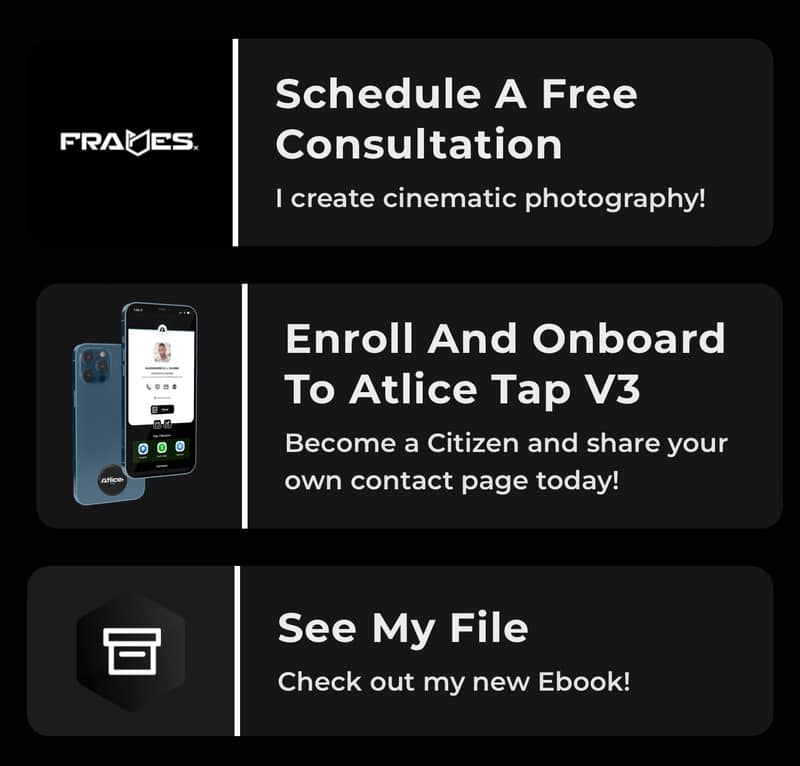 FRAMES.
Schedule A Free
Consultation
I create cinematic photography!
Enroll And Onboard
To Atlice Tap V3
Become a Citizen and share your
own contact page today!
Atlice
See My File
Check out my new Ebook!